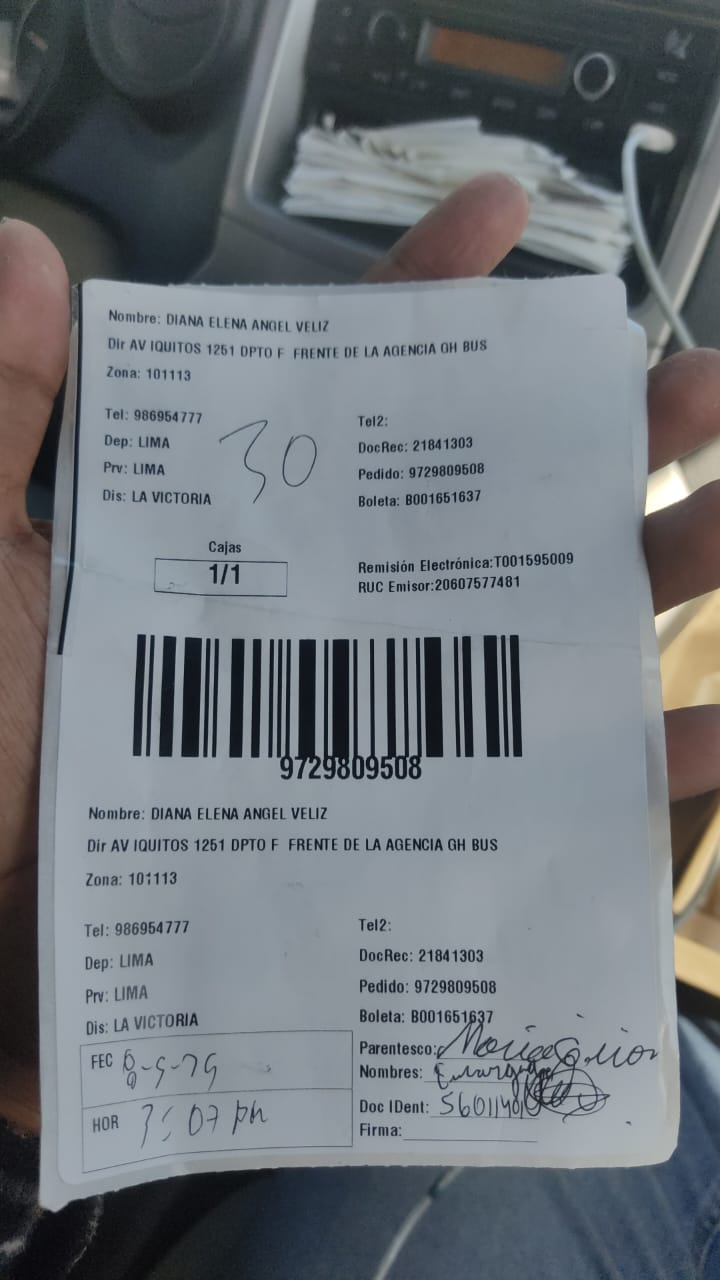 Nombre: DIANA ELENA ANGEL VELIZ
Dir AV IQUITOS 1251 DPTO F FRENTE DE LA AGENCIA GH BUS
Zona: 101113
Tel: 986954777
Dep: LIMA
Prv: LIMA
Dis: LA VICTORIA
30
Tel2:
DocRec: 21841303
Pedido: 9729809508
Boleta: B001651637
Cajas
1/1
Remisión Electrónica:T001595009
RUC Emisor:20607577481
9729809508
Nombre: DIANA ELENA ANGEL VELIZ
Dir AV IQUITOS 1251 DPTO F FRENTE DE LA AGENCIA GH BUS
Zona: 101113
Tel: 986954777
Dep: LIMA
Prv: LIMA
Dis: LA VICTORIA
FEC
HOR
Tel2:
DocRec: 21841303
Pedido: 9729809508
Boleta: B001651637
Parentesco:
Nombres:
Doc IDent:
Firma: